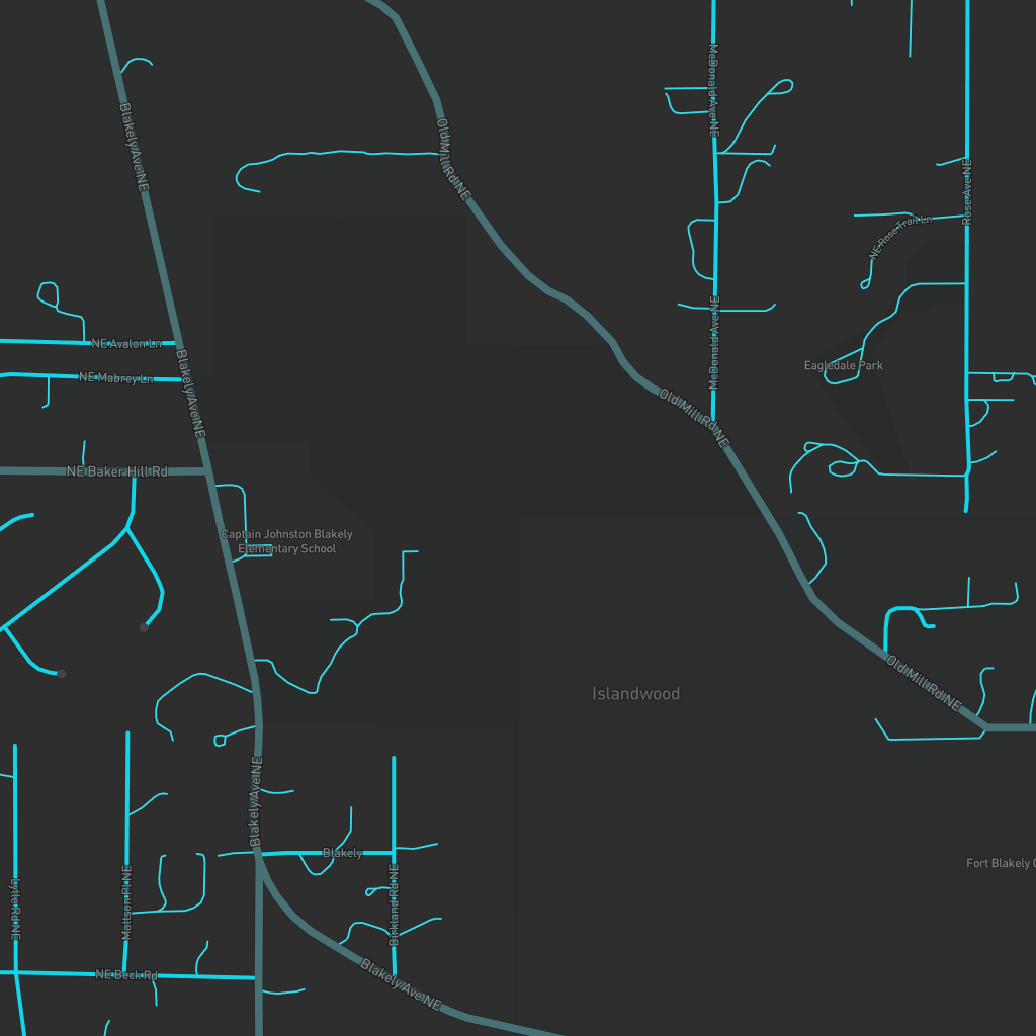 McDonald Ave NE
Blakely Ave NE
Old Mill Rd NE
Rose Ave NE
NE Rose Trail Ln
NE Avalon Ln
McDonald Ave NE
Eagledale Park
NE Mabrey Ln
Blakely Ave NE
Old Mill Rd NE
NE Baker Hill Rd
Captain Johnston Blakely
Elementary School
Old Mill Rd NE
Islandwood
Blakely Ave NE
Blakely
Fort Blakely C
Lytle Rd NE
Mattson Pl NE
Birkland Rd NE
NE Beck Rd
Blakely Ave NE